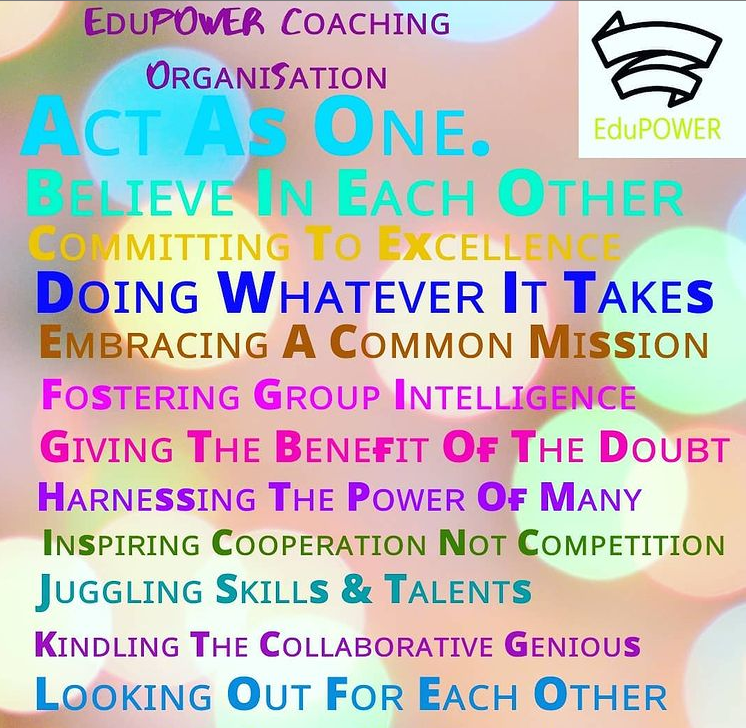 EduPOWER Coaching
OrganiSation
EduPOWER
Act As One.
Believe In Each Other
Committing To Excellence
Doing Whatever It Takes
Embracing A Common Mission
Fostering Group Intelligence
Giving The Benefit Of The Doubt
Harnessing The Power Of Many
Inspiring Cooperation Not Competition
Juggling Skills & Talents
Kindling The Collaborative Genious
Looking Out For Each Other